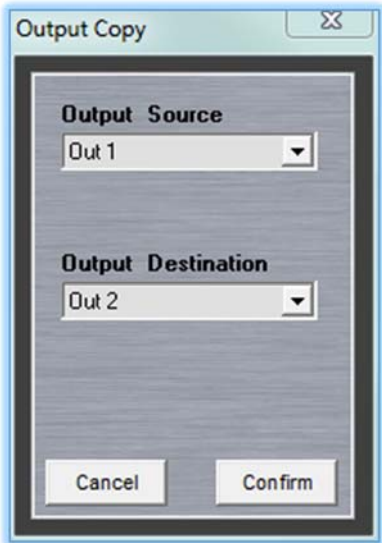 Output Copy
Output Source
Out 1
Output Destination
Out 2
Cancel Confirm